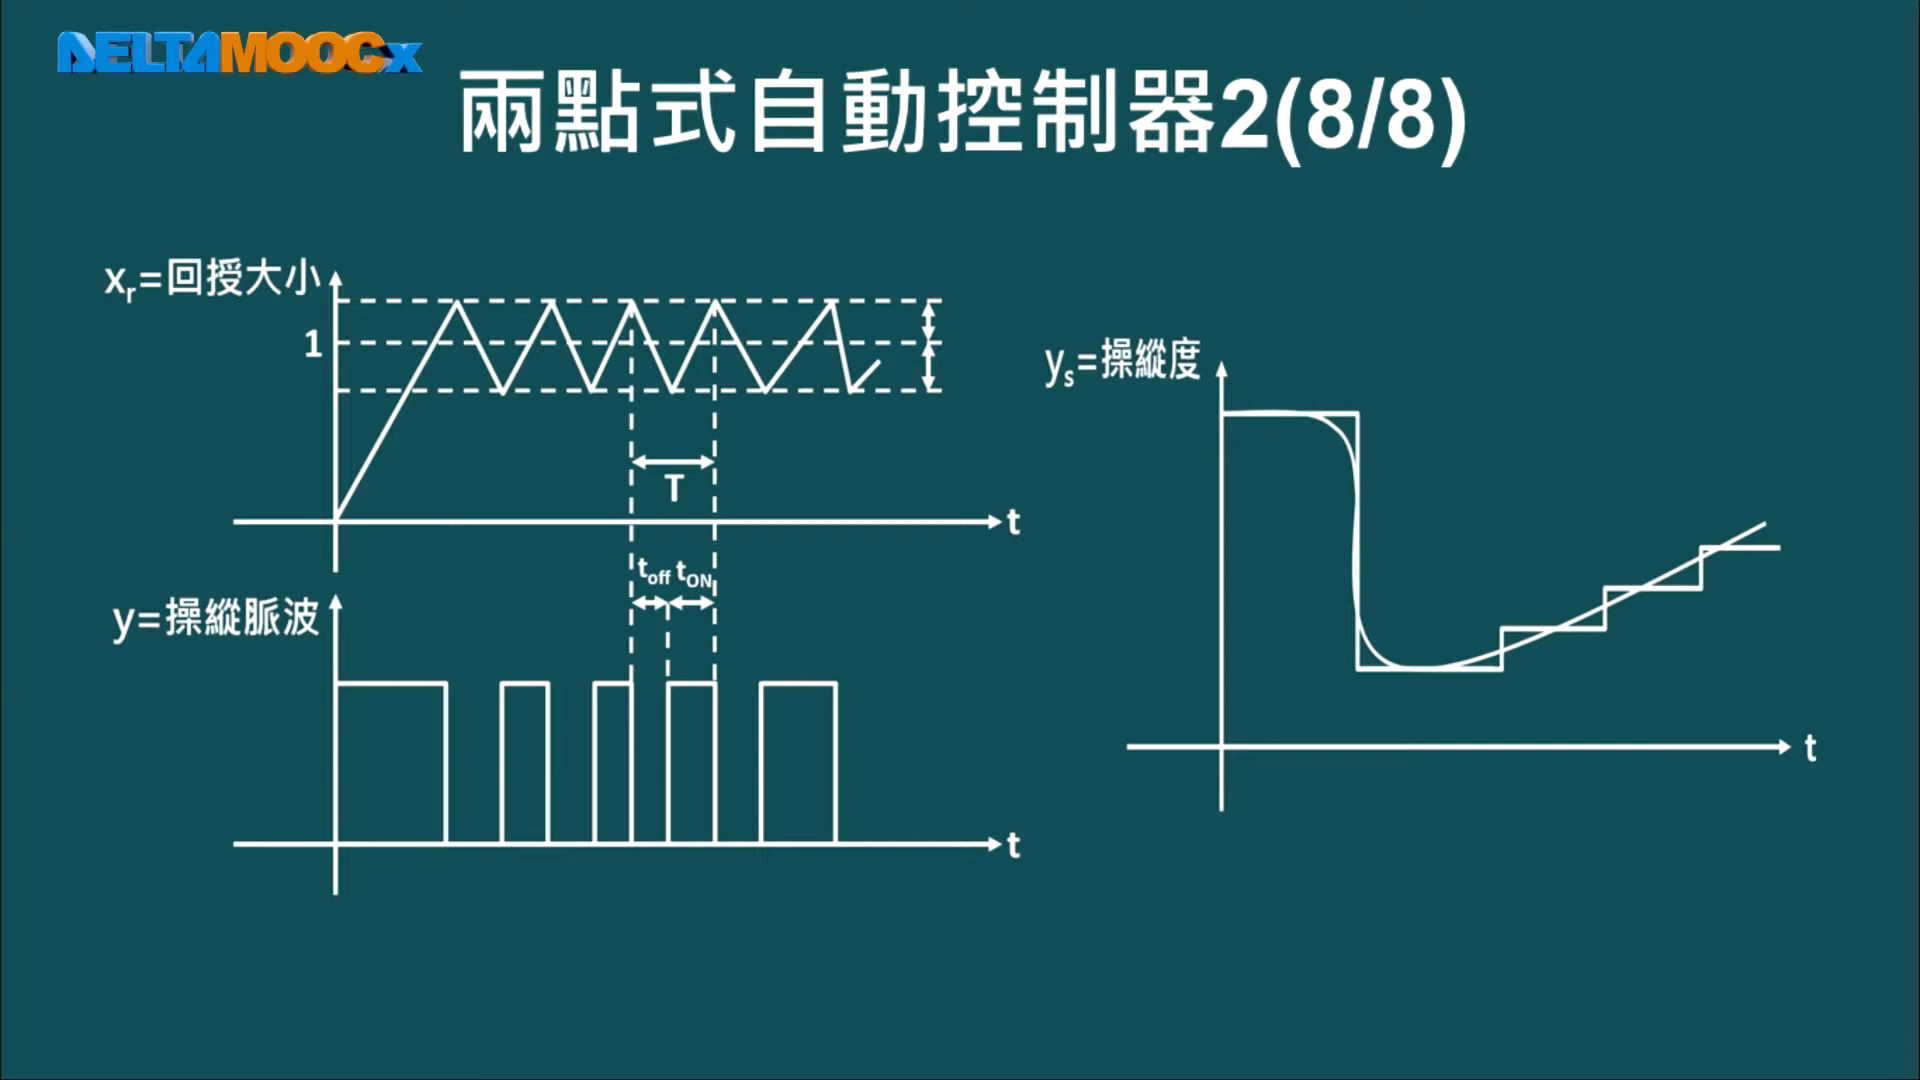 DELTAMOOCx
兩點式自動控制器2(8/8)
xr=回授大小
1
T
t
toff tON
y=操縱脈波
t
ys=操縱度
t